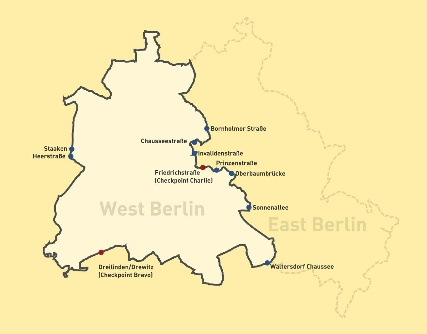 Bornholmer Straße
Chausseestraße
Invalidenstraße
Staaken
Heerstraße
Prinzenstraße
Friedrichstraße
(Checkpoint Charlie)
Oberbaumbrücke
West Berlin
Sonnenallee
East Berlin
Dreilinden/Drewitz
(Checkpoint Bravo)
Waltersdorf Chaussee